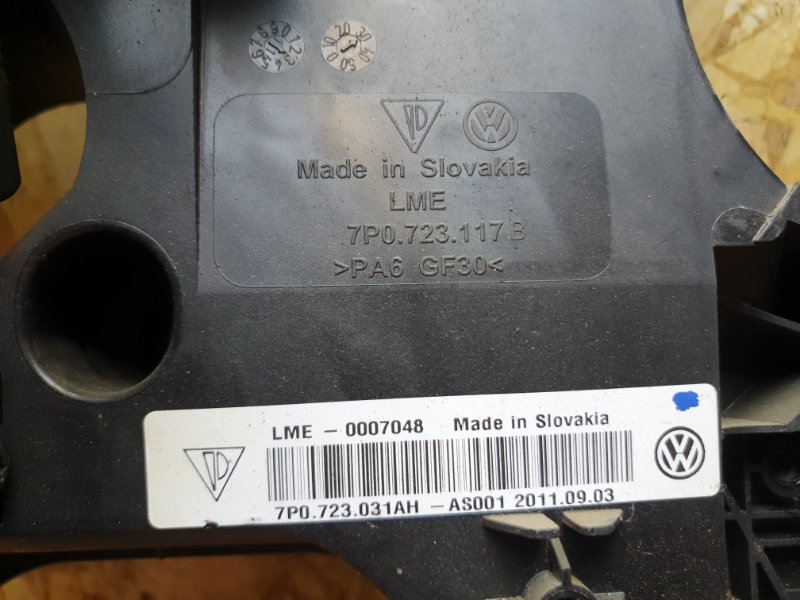 Made in Slovakia
LME
7P0.723.117 B
>PA6 GF30<
LME - 0007048 Made in Slovakia
7P0.723.031AH - AS001 2011.09.03